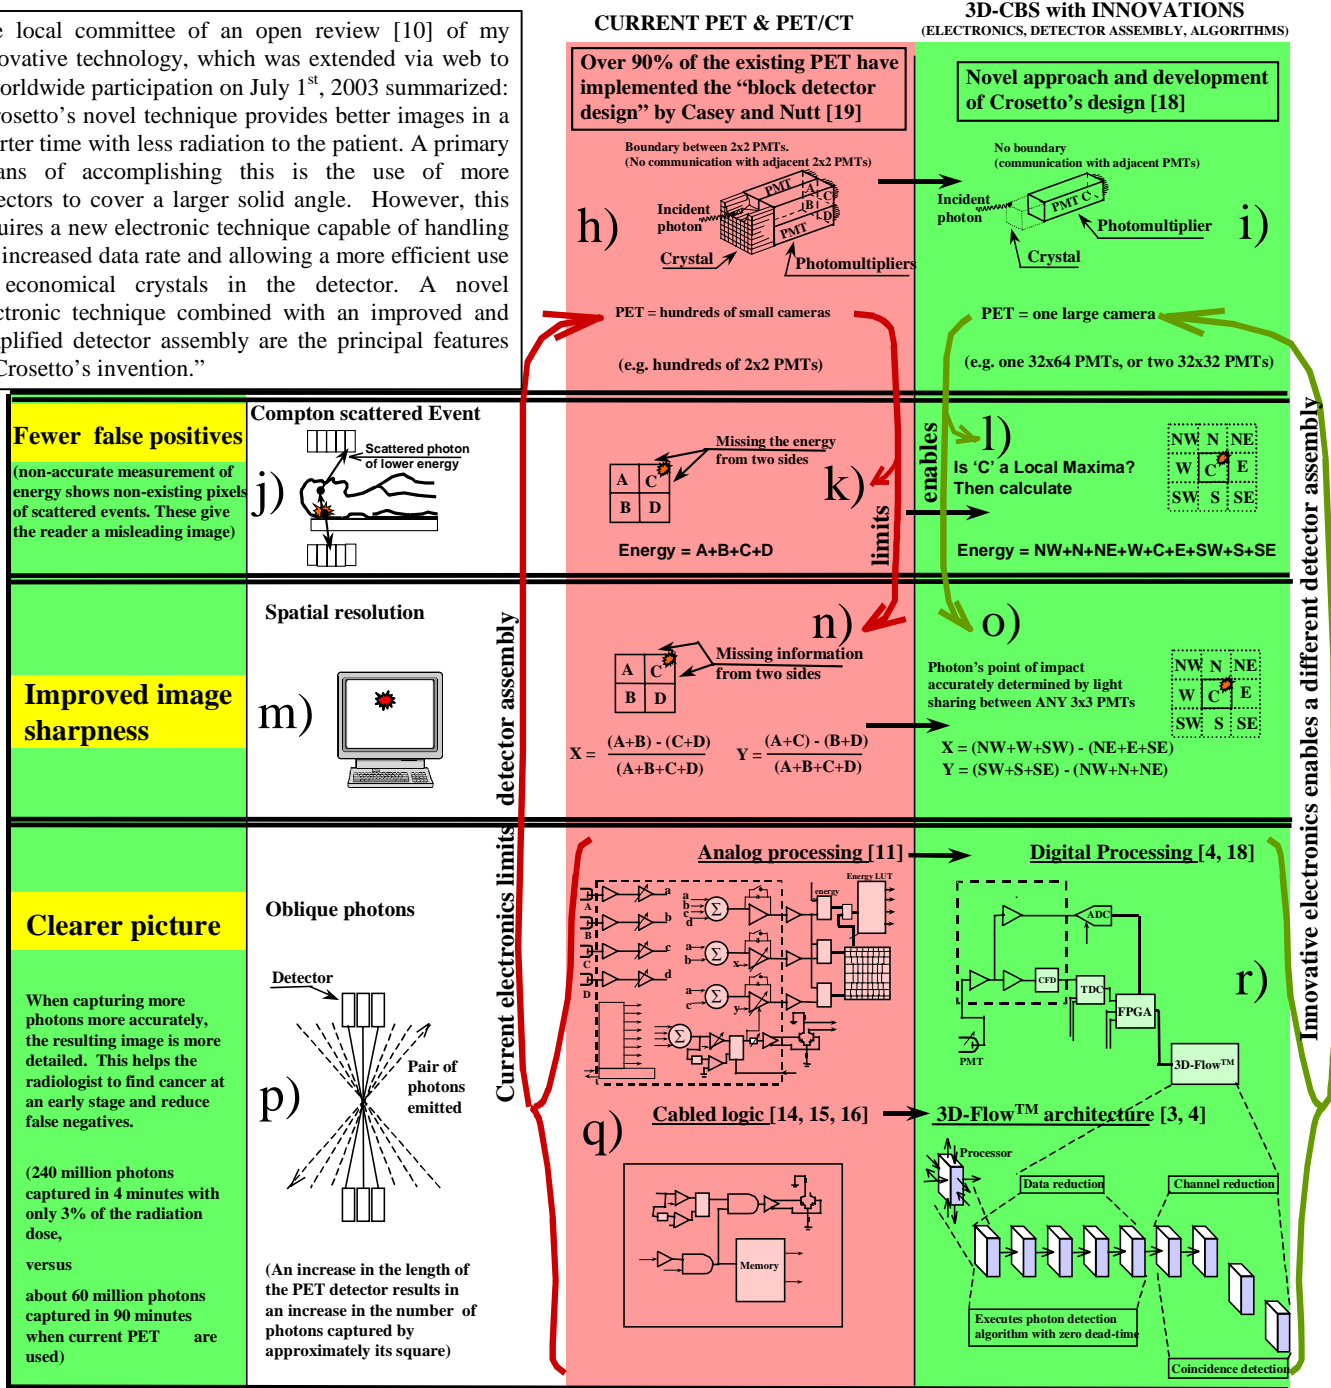 local committee of an open review [10] of my
technology, which was extended via web to
participation on July 1st, 2003 summarized:
novel technique provides better images in a
time with less radiation to the patient. A primary
of accomplishing this is the use of more
to cover a larger solid angle. However, this
a new electronic technique capable of handling
increased data rate and allowing a more efficient use
economical crystals in the detector. A novel
technique combined with an improved and
detector assembly are the principal features
Crosetto's invention."
CURRENT PET & PET/CT
3D-CBS with INNOVATIONS
(ELECTRONICS, DETECTOR ASSEMBLY, ALGORITHMS)
Over 90% of the existing PET have
implemented the "block detector
design" by Casey and Nutt [19]
Novel approach and development
of Crosetto's design [18]
Boundary between 2x2 PMTs.
(No communication with adjacent 2x2 PMTs)
No boundary
(communication with adjacent PMTs)
h)
Incident
photon
PMT
A
C
B
D
PMT
Crystal
Photomultipliers
Incident
photon
PMT C
Photomultiplier
Crystal
i)
PET = hundreds of small cameras
(e.g. hundreds of 2x2 PMTs)
PET = one large camera
(e.g. one 32x64 PMTs, or two 32x32 PMTs)
Fewer false positives
(non-accurate measurement of
energy shows non-existing pixels
of scattered events. These give
the reader a misleading image)
Compton scattered Event
Scattered photon
of lower energy
j)
Missing the energy
from two sides
A C
B D
k)
Energy = A+B+C+D
limits
enables
l)
Is 'C' a Local Maxima?
Then calculate
NW N NE
W C E
SW S SE
Energy = NW+N+NE+W+C+E+SW+S+SE
Improved image
sharpness
Spatial resolution
m)
n)
Missing information
from two sides
A C
B D
X = (A+B) - (C+D)
(A+B+C+D)
Y = (A+C) - (B+D)
(A+B+C+D)
o)
Photon's point of impact
accurately determined by light
sharing between ANY 3x3 PMTs
NW N NE
W C E
SW S SE
X = (NW+W+SW) - (NE+E+SE)
Y = (SW+S+SE) - (NW+N+NE)
Current electronics limits detector assembly
Innovative electronics enables a different detector assembly
Clearer picture
When capturing more
photons more accurately,
the resulting image is more
detailed. This helps the
radiologist to find cancer at
an early stage and reduce
false negatives.
(240 million photons
captured in 4 minutes with
only 3% of the radiation
dose,
versus
about 60 million photons
captured in 90 minutes
when current PET are
used)
Oblique photons
Detector
Pair of
photons
emitted
p)
(An increase in the length of
the PET detector results in
an increase in the number of
photons captured by
approximately its square)
Analog processing [11]
Energy LUT
energy
A
B
C
D
a
b
c
d
a
b
c
d
Σ
a
b
Σ
x
a
c
Σ
y
Σ
q)
Cabled logic [14, 15, 16]
Memory
Digital Processing [4, 18]
ADC
CFD
TDC
FPGA
PMT
3D-Flow™
r)
3D-Flow™ architecture [3, 4]
Processor
Data reduction
Channel reduction
Executes photon detection
algorithm with zero dead-time
Coincidence detection